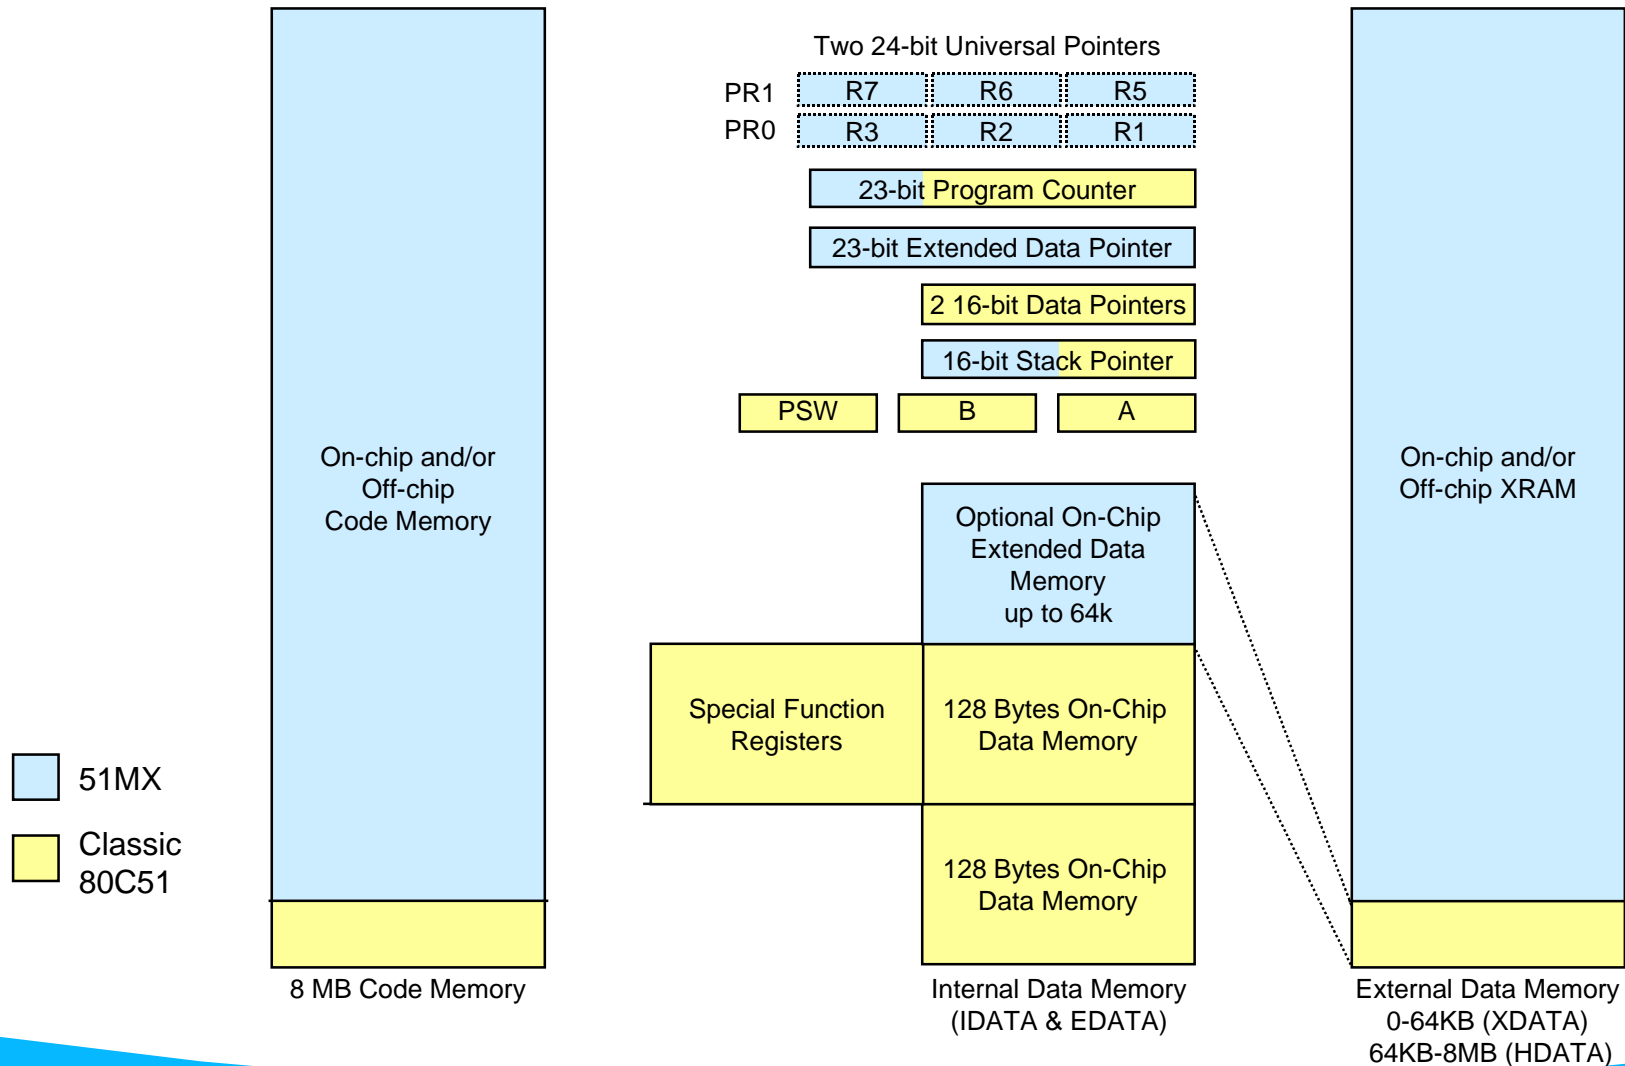 Two 24-bit Universal Pointers
PR1
R7
R6
R5
PR0
R3
R2
R1
23-bit Program Counter
23-bit Extended Data Pointer
2 16-bit Data Pointers
16-bit Stack Pointer
PSW
B
A
On-chip and/or
Off-chip
Code Memory
Optional On-Chip
Extended Data
Memory
up to 64k
On-chip and/or
Off-chip XRAM
Special Function
Registers
128 Bytes On-Chip
Data Memory
128 Bytes On-Chip
Data Memory
51MX
Classic
80C51
8 MB Code Memory
Internal Data Memory
(IDATA & EDATA)
External Data Memory
0-64KB (XDATA)
64KB-8MB (HDATA)